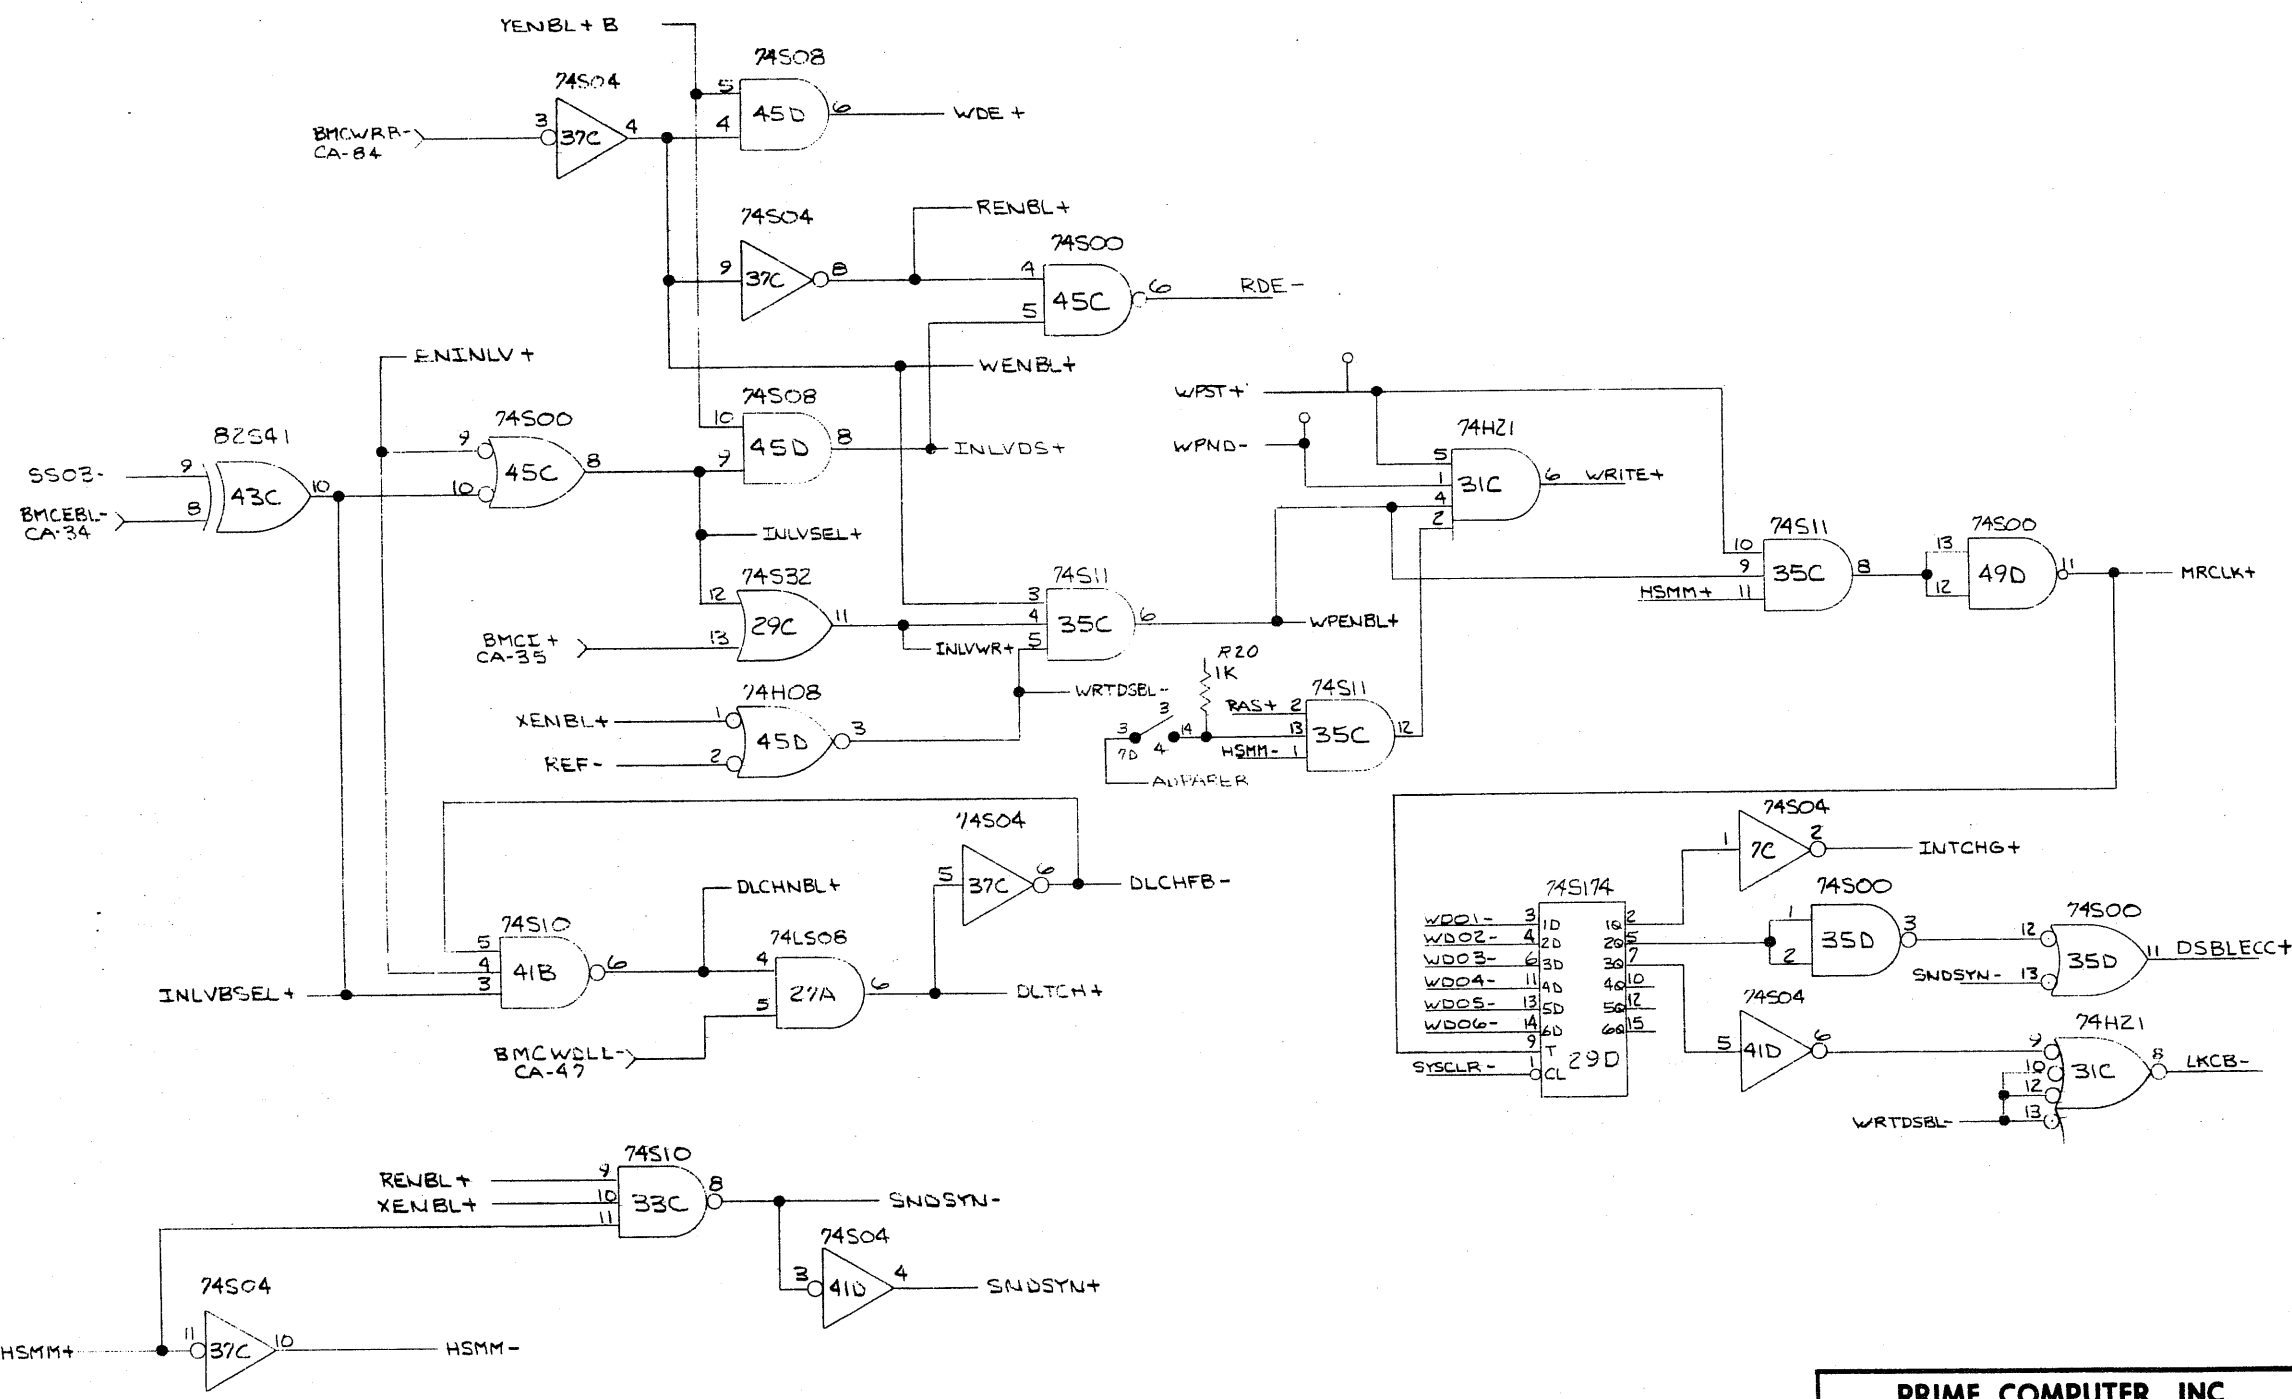 YENBL+ B
74S08
74S04
5
45D
6
WDE+
4
3
37C
4
BMCWRR-
CA-84
74S04
RENBL+
74S00
9
37C
8
4
45C
6
RDE-
5
ENINLV+
WENBL+
WPST+
74S08
10
45D
8
INLVDS+
9
WPND-
74H21
5
1
31C
6
WRITE+
4
2
82S41
74S00
9
SS03-
9
43C
10
10
45C
8
BMCEBL-
8
CA-34
INLVSEL+
74S11
74S00
10
13
9
35C
8
49D
11
MRCLK+
HSMM+
11
12
74S32
74S11
12
3
29C
11
4
35C
6
WPENBL+
BMCI+
13
INLVWR+
5
CA-35
R20
1K
74H08
WRTDSBL-
74S11
XENBL+
1
3
RAS+
2
45D
3
3
14
13
35C
12
7D
4
HSMM-
1
REF-
2
74S04
74S04
1
7C
2
INTCHG+
5
37C
6
DLCHFB-
DLCHNBL+
74S174
74S00
74S10
74LS08
WD01-
3
1D
1Q
2
1
35D
3
74S00
5
WD02-
4
2D
2Q
5
2
12
35D
11
DSBLECC+
4
41B
6
4
27A
6
DLTCH+
WD03-
6
3D
3Q
7
SNDSYN-
13
INLVBSEL+
3
5
WD04-
11
4D
4Q
10
74S04
WD05-
13
5D
5Q
12
WD06-
14
6D
6Q
15
74H21
BMCWDLL-
CA-47
9
T
29D
5
41D
6
9
SYSCLR-
1
CL
10
31C
8
LKCB-
12
WRTDSBL-
13
74S10
RENBL+
9
XENBL+
10
33C
8
SNDSYN-
11
74S04
3
41D
4
SNDSYN+
74S04
HSMM+
11
37C
10
HSMM-
PRIME COMPUTER, INC